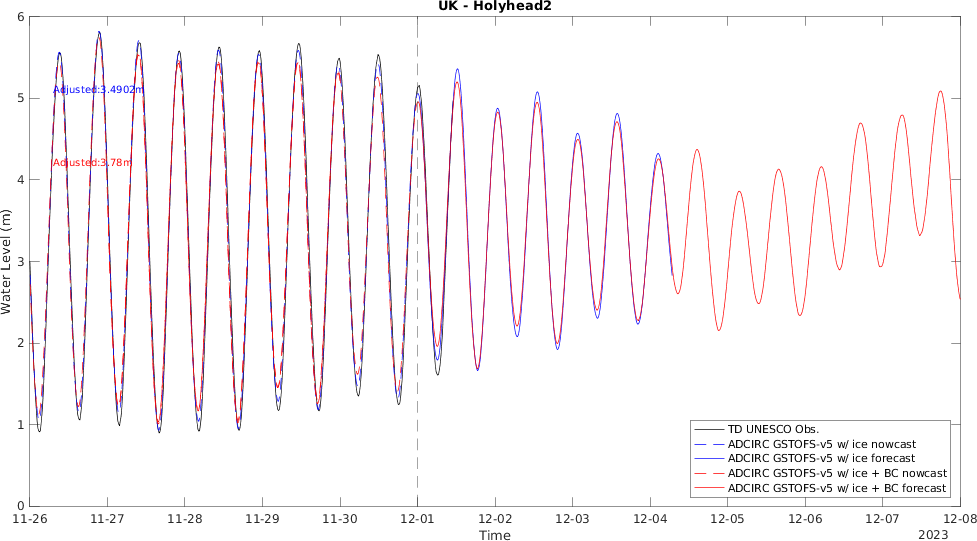 UK - Holyhead2
6
5
4
3
2
1
0
Water Level (m)
Adjusted:3.4902m
Adjusted:3.78m
TD UNESCO Obs.
ADCIRC GSTOFS-v5 w/ ice nowcast
ADCIRC GSTOFS-v5 w/ ice forecast
ADCIRC GSTOFS-v5 w/ ice + BC nowcast
ADCIRC GSTOFS-v5 w/ ice + BC forecast
11-26 11-27 11-28 11-29 11-30 12-01 12-02 12-03 12-04 12-05 12-06 12-07 12-08
Time
2023